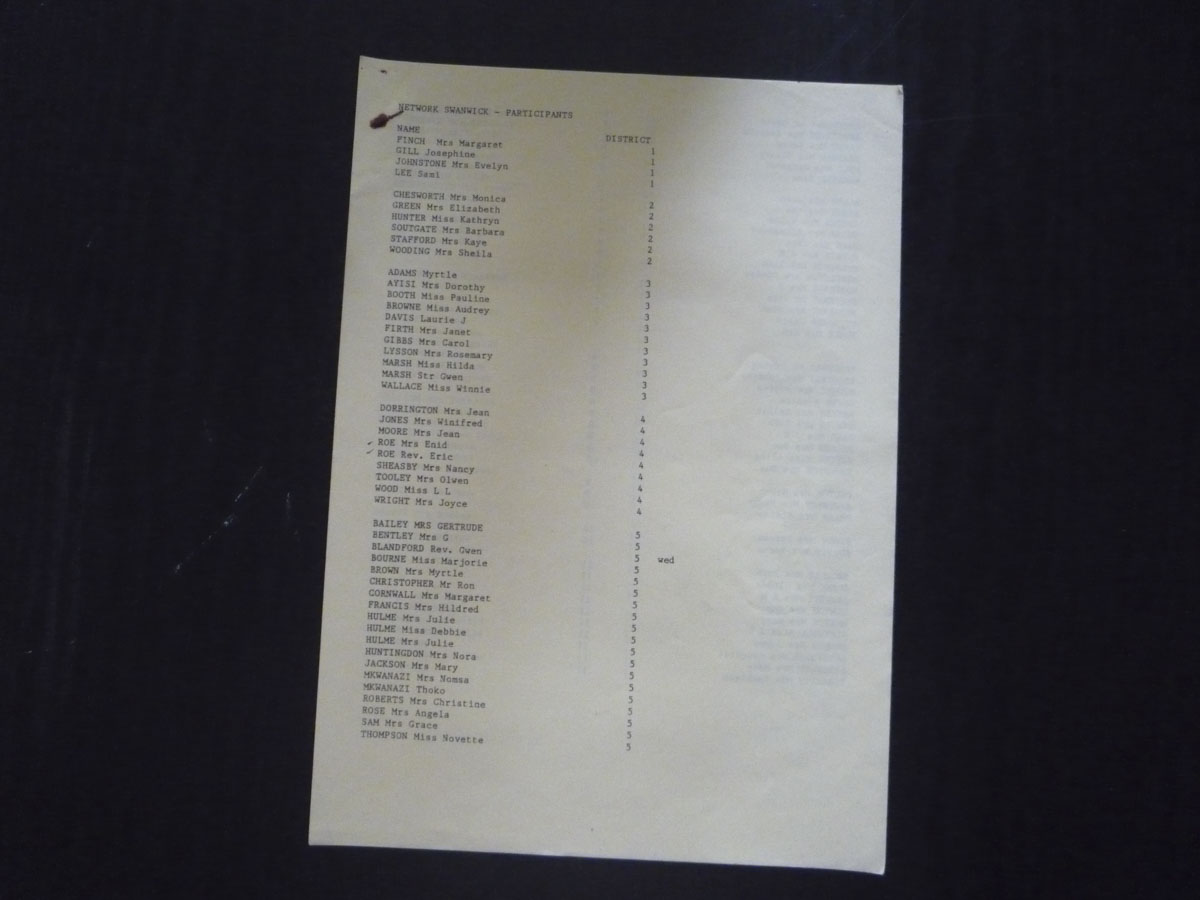 NETWORK SWANWICK - PARTICIPANTS
NAME DISTRICT
FINCH Mrs Margaret 1
GILL Josephine 1
JOHNSTONE Mrs Evelyn 1
LEE Sami 1
CHESWORTH Mrs Monica 2
GREEN Mrs Elizabeth 2
HUNTER Miss Kathryn 2
SOUTGATE Mrs Barbara 2
STAFFORD Mrs Kaye 2
WOODING Mrs Sheila 2
ADAMS Myrtle 3
AYISI Mrs Dorothy 3
BOOTH Miss Pauline 3
BROWNE Miss Audrey 3
DAVIS Laurie J 3
FIRTH Mrs Janet 3
GIBBS Mrs Carol 3
LYSSON Mrs Rosemary 3
MARSH Miss Hilda 3
MARSH Str Gwen 3
WALLACE Miss Winnie 3
DORRINGTON Mrs Jean 4
JONES Mrs Winifred 4
MOORE Mrs Jean 4
ROE Mrs Enid 4
ROE Rev. Eric 4
SHEASBY Mrs Nancy 4
TOOLEY Mrs Olwen 4
WOOD Miss L L 4
WRIGHT Mrs Joyce 4
BAILEY MRS GERTRUDE 5
BENTLEY Mrs G 5
BLANDFORD Rev. Gwen 5 wed
BOURNE Miss Marjorie 5
BROWN Mrs Myrtle 5
CHRISTOPHER Mr Ron 5
CORNWALL Mrs Margaret 5
FRANCIS Mrs Hildred 5
HULME Mrs Julie 5
HULME Miss Debbie 5
HULME Mrs Julie 5
HUNTINGDON Mrs Nora 5
JACKSON Mrs Mary 5
MKWANAZI Mrs Nomsa 5
MKWANAZI Thoko 5
ROBERTS Mrs Christine 5
ROSE Mrs Angela 5
SAM Mrs Grace 5
THOMPSON Miss Novette 5